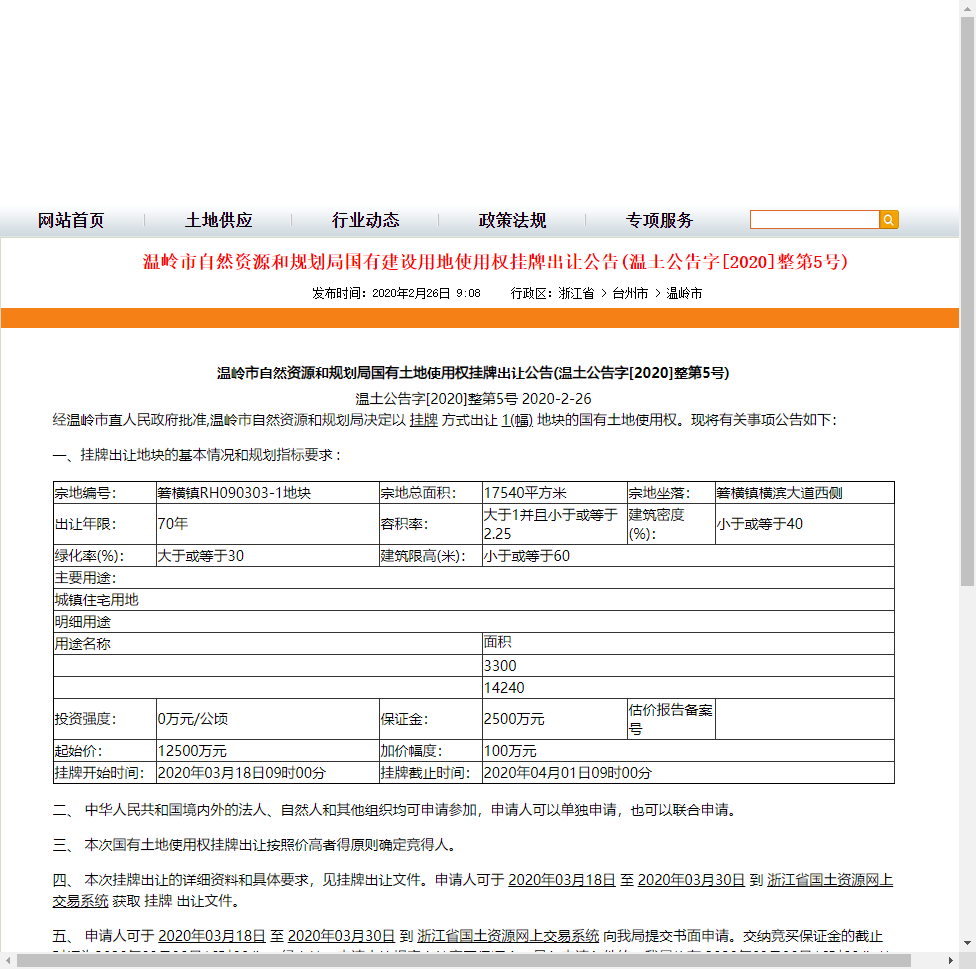 网站首页 土地供应 行业动态 政策法规 专项服务
温岭市自然资源和规划局国有建设用地使用权挂牌出让公告(温土公告字[2020]整第5号)
发布时间：2020年2月26日 9:08 行政区：浙江省 > 台州市 > 温岭市
温岭市自然资源和规划局国有土地使用权挂牌出让公告(温土公告字[2020]整第5号)
温土公告字[2020]整第5号 2020-2-26
经温岭市直人民政府批准,温岭市自然资源和规划局决定以 挂牌 方式出让 1(幅) 地块的国有土地使用权。现将有关事项公告如下：
一、挂牌出让地块的基本情况和规划指标要求：
宗地编号： 箬横镇RH090303-1地块 宗地总面积： 17540平方米 宗地坐落： 箬横镇横滨大道西侧
出让年限： 70年 容积率： 大于1并且小于或等于2.25 建筑密度(%)： 小于或等于40
绿化率(%)： 大于或等于30 建筑限高(米)： 小于或等于60
主要用途：
城镇住宅用地
明细用途
用途名称 面积
3300
14240
投资强度： 0万元/公顷 保证金： 2500万元 估价报告备案号
起始价： 12500万元 加价幅度： 100万元
挂牌开始时间： 2020年03月18日09时00分 挂牌截止时间： 2020年04月01日09时00分
二、 中华人民共和国境内外的法人、自然人和其他组织均可申请参加，申请人可以单独申请，也可以联合申请。
三、 本次国有土地使用权挂牌出让按照价高者得原则确定竞得人。
四、 本次挂牌出让的详细资料和具体要求，见挂牌出让文件。申请人可于 2020年03月18日 至 2020年03月30日 到 浙江省国土资源网上
交易系统 获取 挂牌 出让文件。
五、 申请人可于 2020年03月18日 至 2020年03月30日 到 浙江省国土资源网上交易系统 向我局提交书面申请。交纳竞买保证金的截止